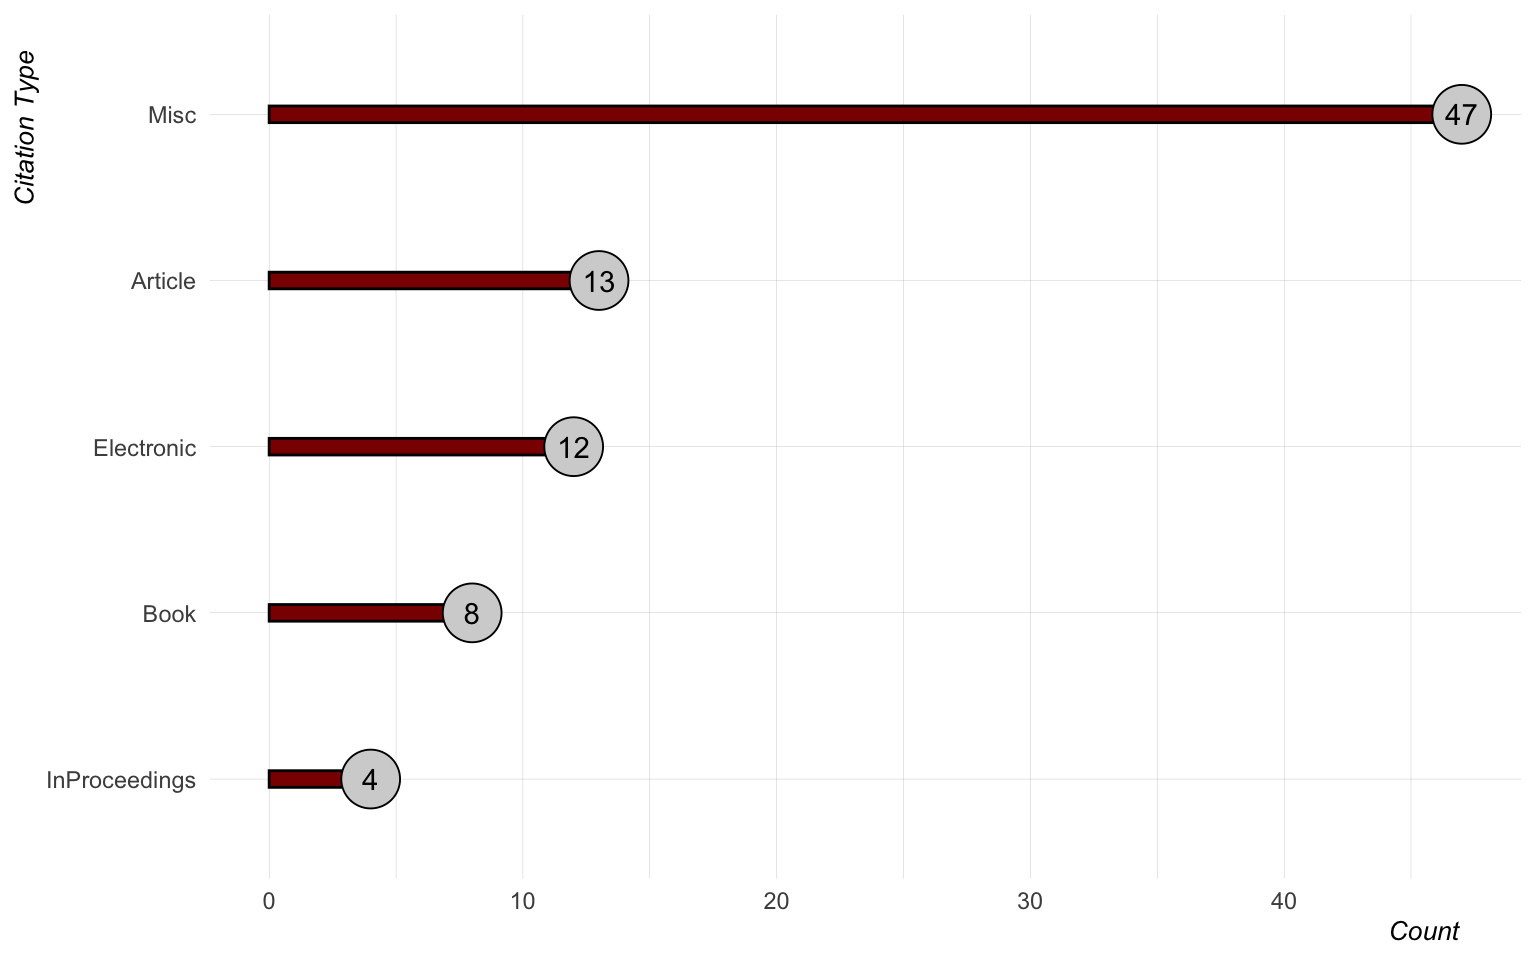 Citation Type
Misc
47
Article
13
Electronic
12
Book
8
InProceedings
4
0 10 20 30 40
Count